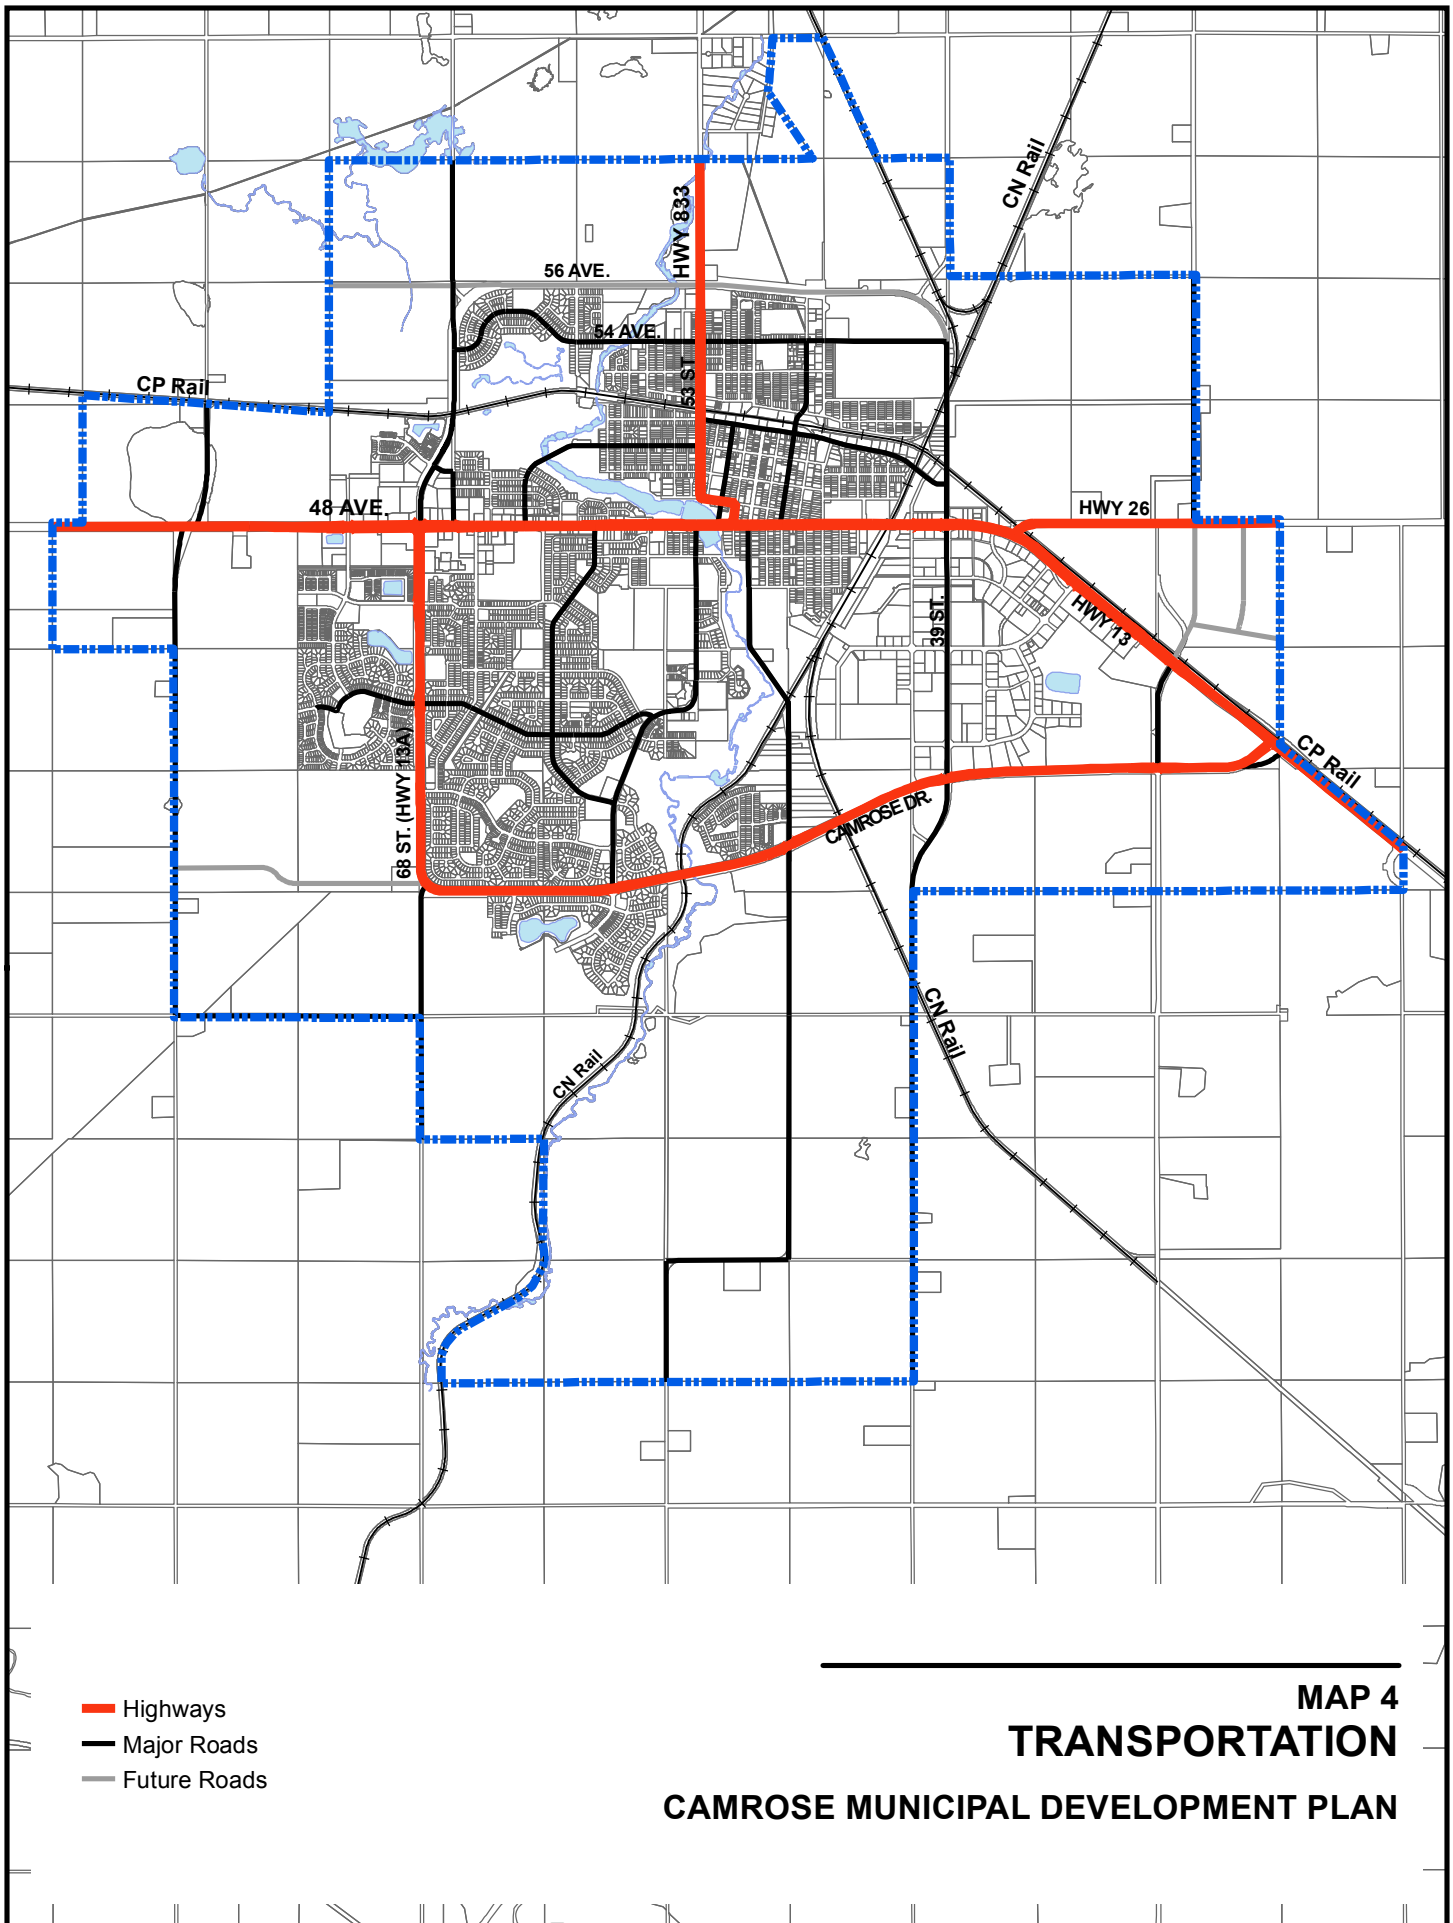 CN Rail
HWY 833
56 AVE.
54 AVE.
53 ST
CP Rail
48 AVE.
HWY 26
39 ST.
HWY 13
68 ST. (HWY 13A)
CP Rail
CAMROSE DR.
CN Rail
CN Rail
MAP 4
TRANSPORTATION
CAMROSE MUNICIPAL DEVELOPMENT PLAN
Highways
Major Roads
Future Roads